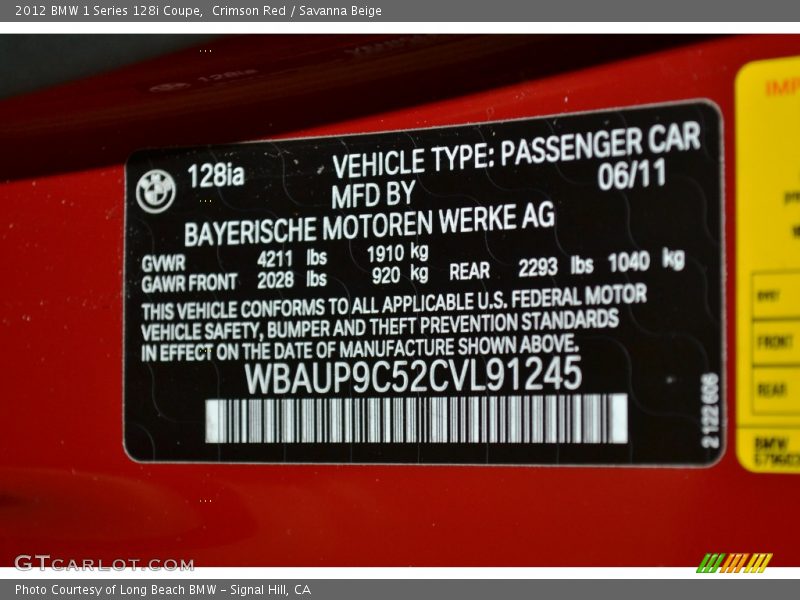 2012 BMW 1 Series 128i Coupe, Crimson Red / Savanna Beige
128ia
VEHICLE TYPE: PASSENGER CAR
MFD BY 06/11
BAYERISCHE MOTOREN WERKE AG
GVWR 4211 lbs 1910 kg
GAWR FRONT 2028 lbs 920 kg REAR 2293 lbs 1040 kg
THIS VEHICLE CONFORMS TO ALL APPLICABLE U.S. FEDERAL MOTOR
VEHICLE SAFETY, BUMPER AND THEFT PREVENTION STANDARDS
IN EFFECT ON THE DATE OF MANUFACTURE SHOWN ABOVE.
WBAUP9C52CVL91245
2 122 606
IMP
FRONT
REAR
BMW
GTCARLOT.COM
Photo Courtesy of Long Beach BMW – Signal Hill, CA